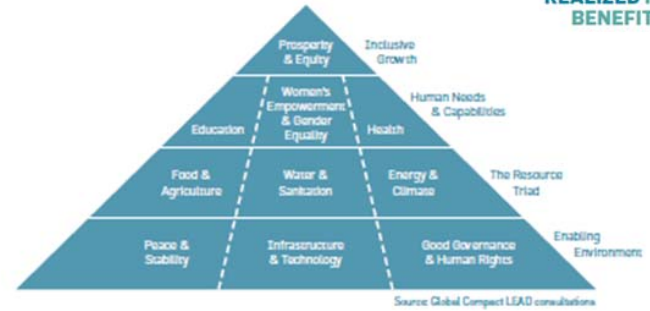 BENEFIT
Prosperity
& Equity
Inclusive
Growth
Women's
Empowerment
& Gender
Equality
Education
Health
Human Needs
& Capabilities
Food &
Agriculture
Water &
Sanitation
Energy &
Climate
The Resource
Triad
Peace &
Stability
Infrastructure
& Technology
Good Governance
& Human Rights
Enabling
Environment
Source: Global Compact LEAD consultations